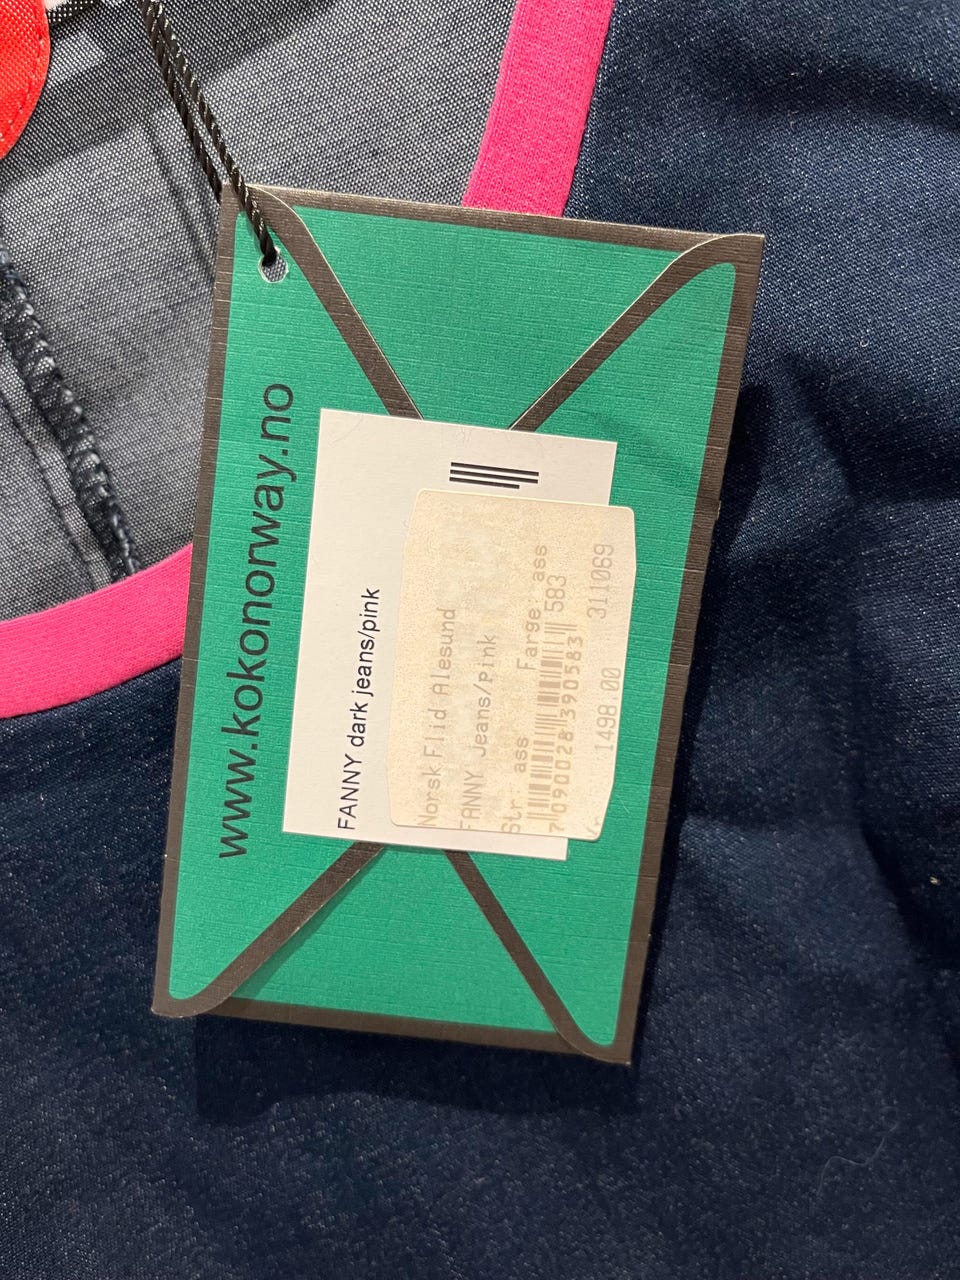 www.kokonorway.no
FANNY dark jeans/pink
Norsk Flid Alesund
FANNY Jeans/pink
Str: ass Farge: ass
583
7090028390583
1498.00 311069